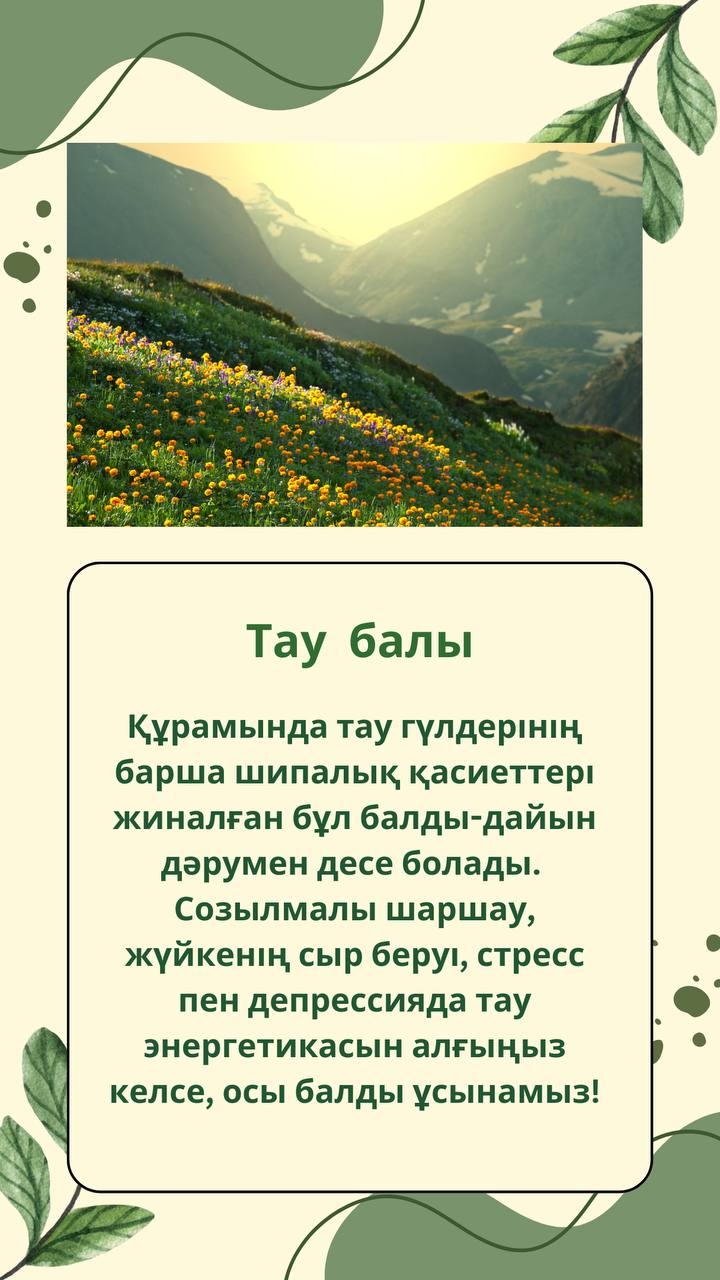 Тау балы
Құрамында тау гүлдерінің
барша шипалық қасиеттері
жиналған бұл балды-дайын
дәрумен десе болады.
Созылмалы шаршау,
жүйкенің сыр беруі, стресс
пен депрессияда тау
энергетикасын алғыңыз
келсе, осы балды ұсынамыз!